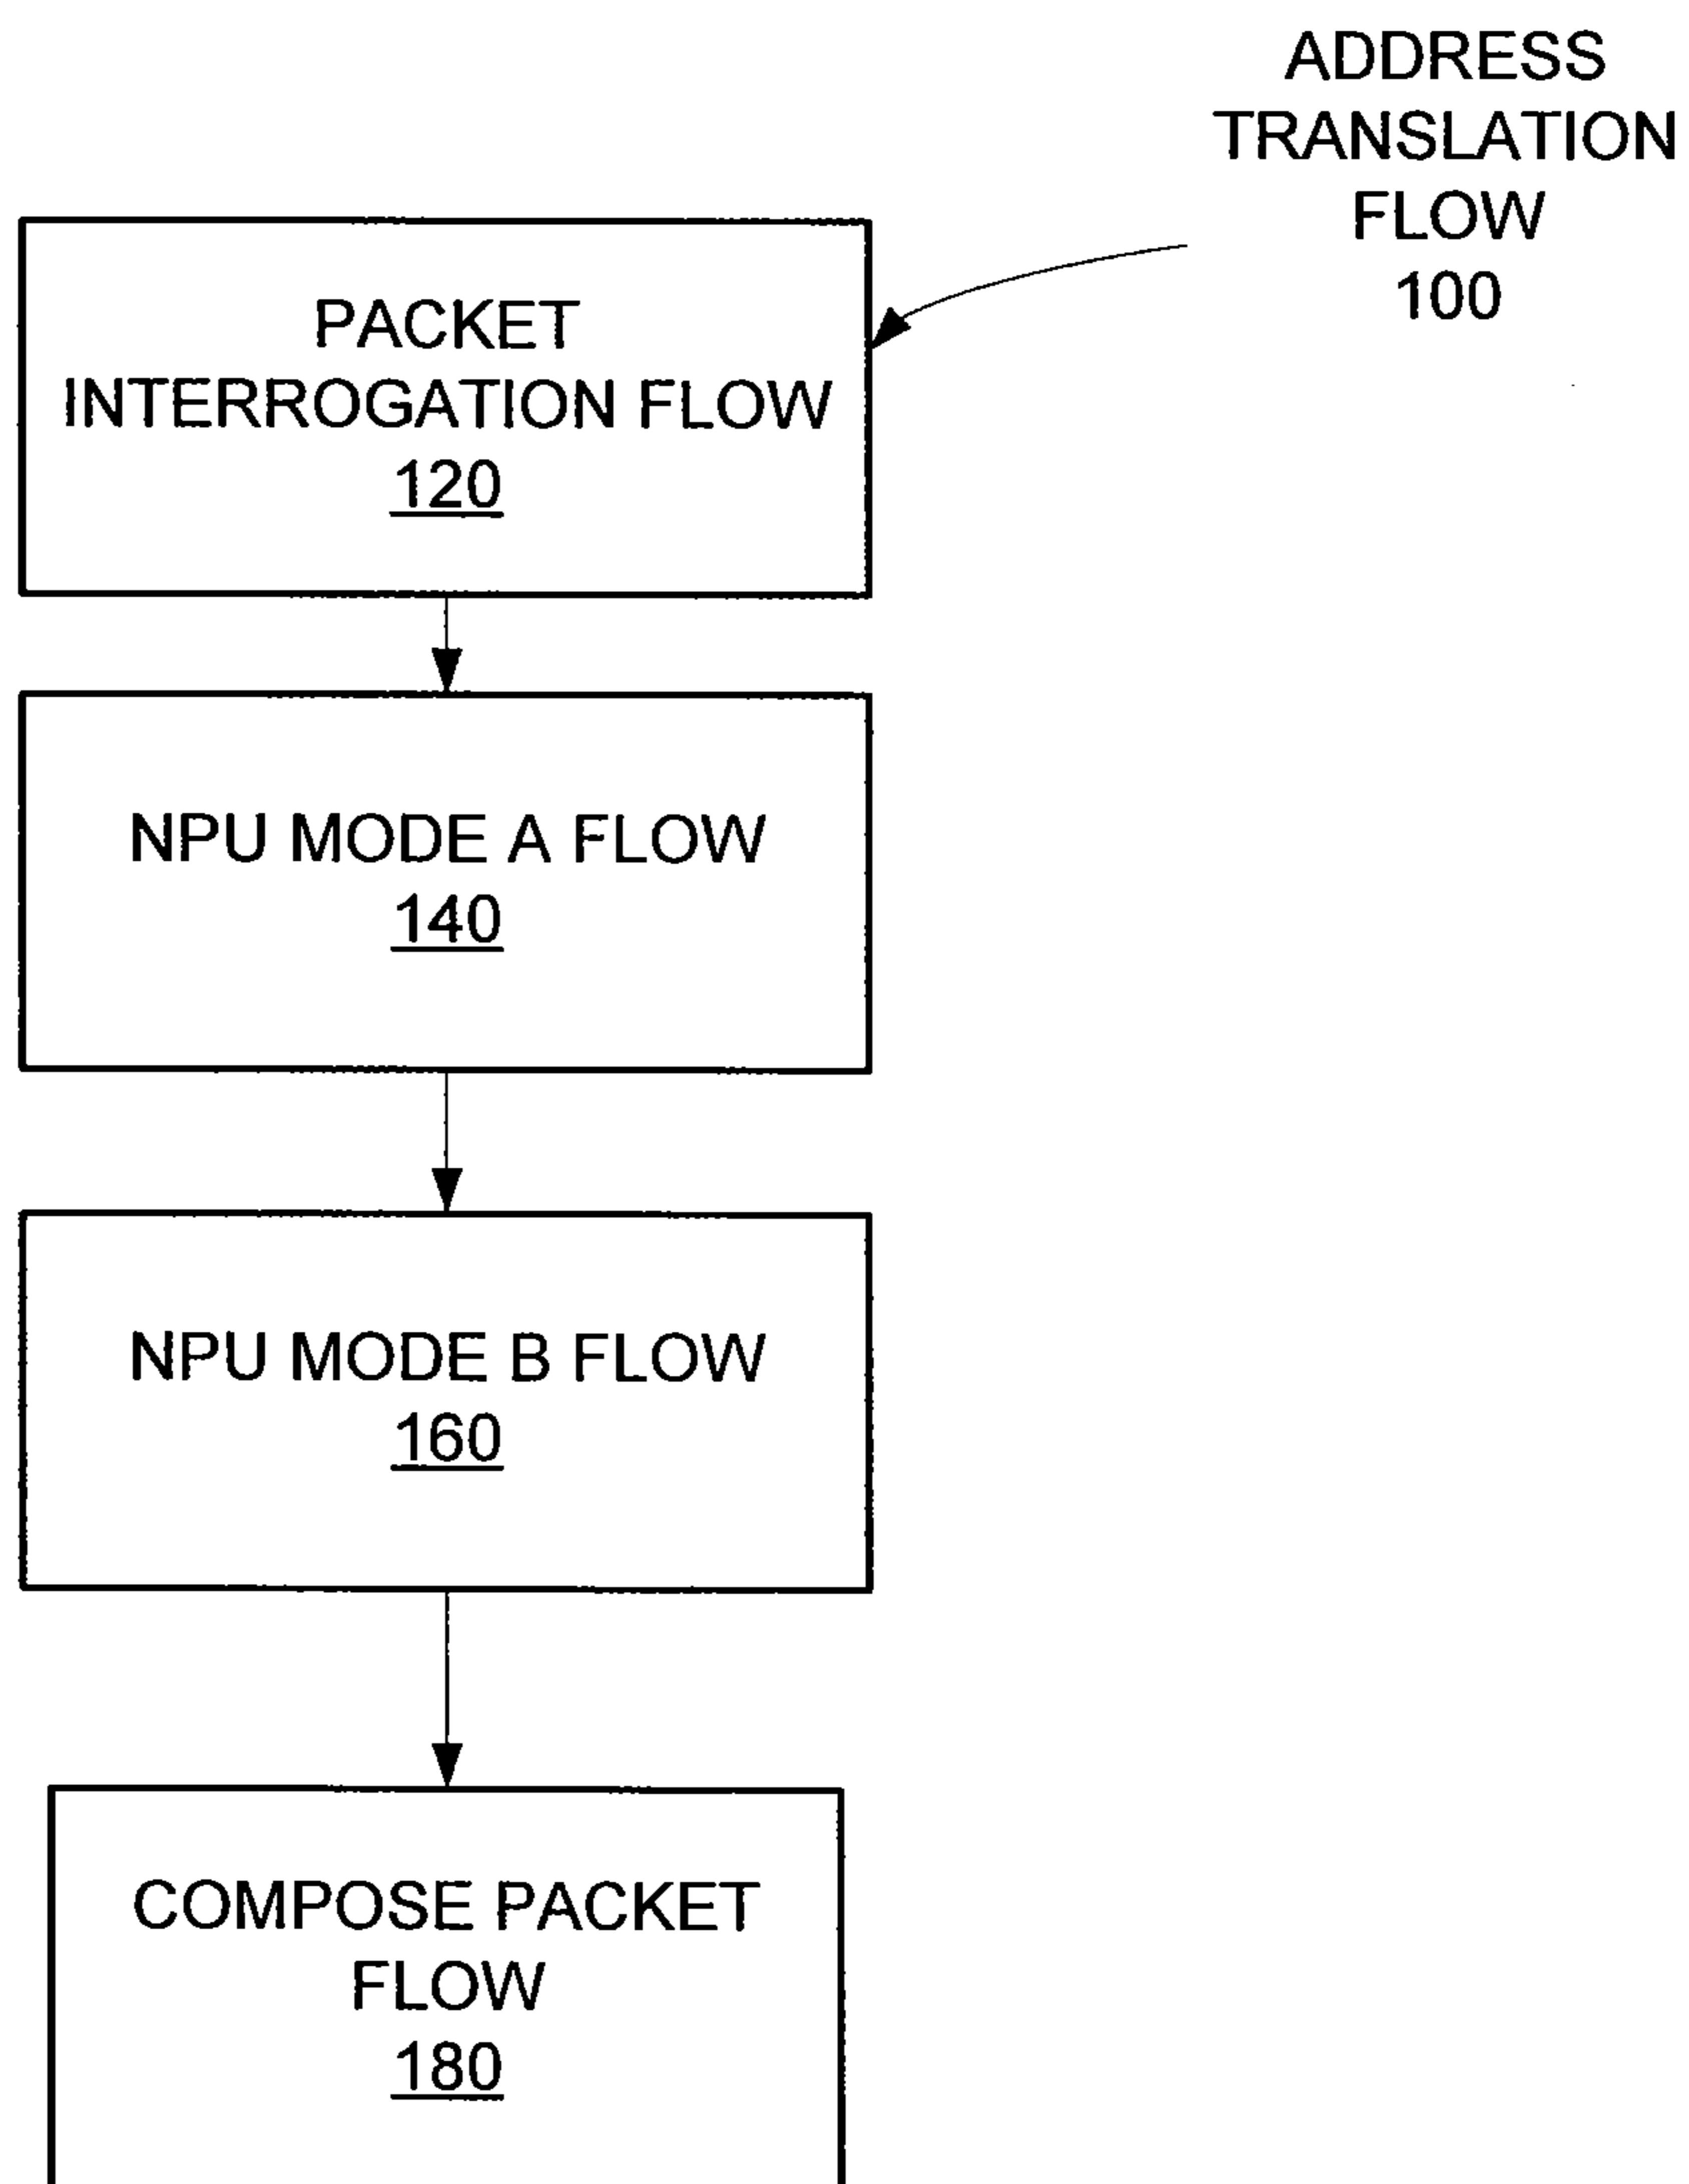 ADDRESS
TRANSLATION
FLOW
100
PACKET
INTERROGATION FLOW
120
NPU MODE A FLOW
140
NPU MODE B FLOW
160
COMPOSE PACKET
FLOW
180